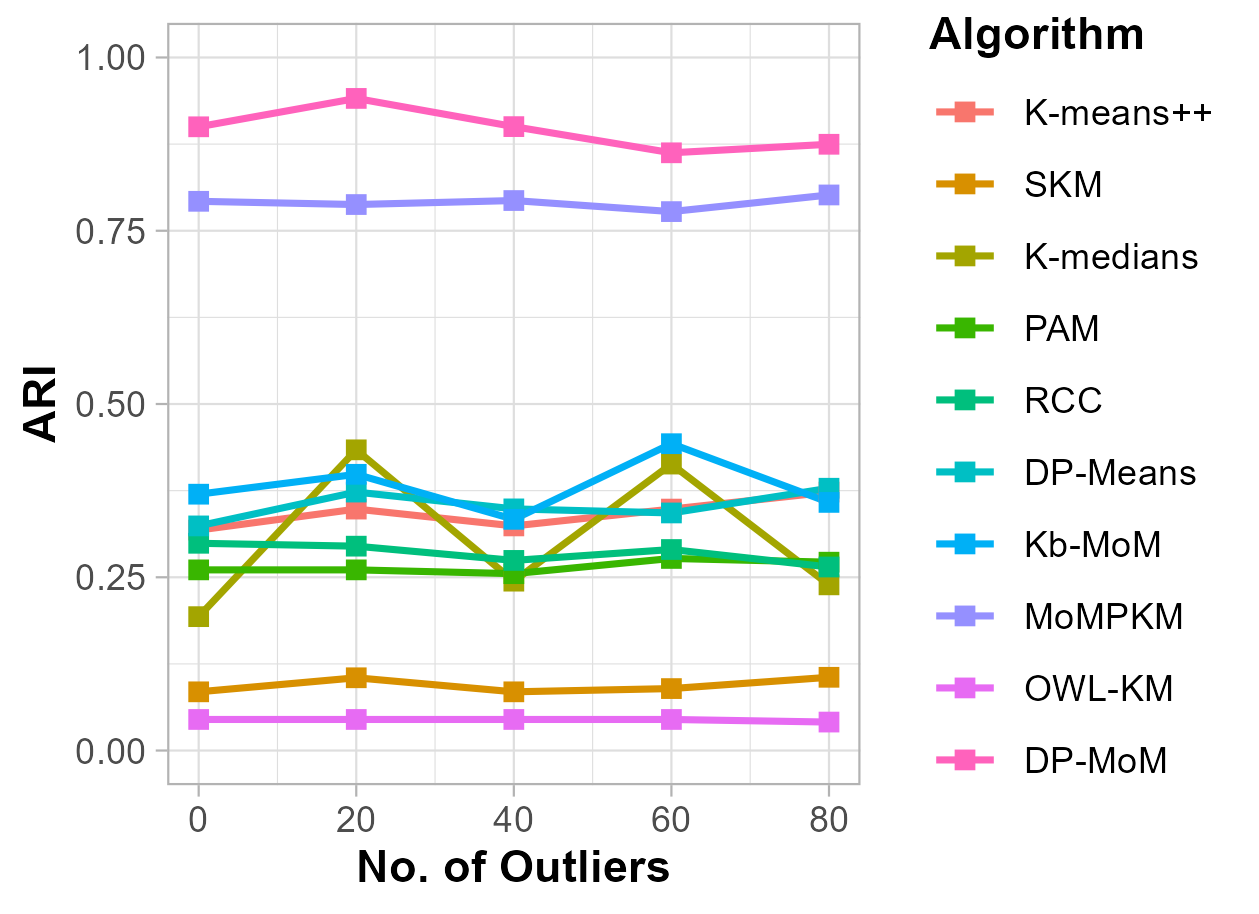 Algorithm
1.00
0.75
0.50
0.25
0.00
ARI
0 20 40 60 80
No. of Outliers
K-means++
SKM
K-medians
PAM
RCC
DP-Means
Kb-MoM
MoMPKM
OWL-KM
DP-MoM